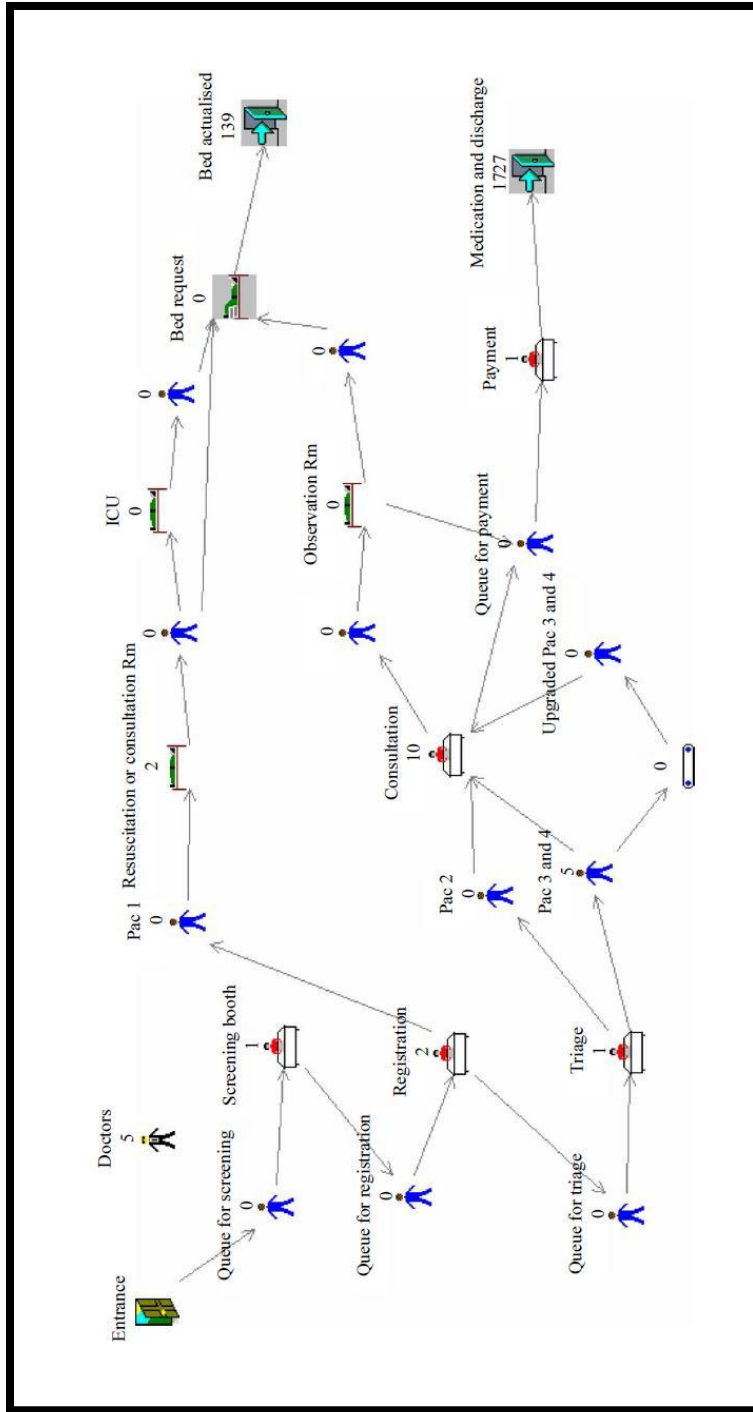 Entrance
Doctors
5
Queue for screening
0
Screening booth
1
Queue for registration
0
Registration
2
Queue for triage
0
Triage
1
Pac 1
0
Resuscitation or consultation Rm
2
0
ICU
0
0
Bed request
0
Bed actualised
139
Pac 2
0
Pac 3 and 4
5
Consultation
10
0
Observation Rm
0
0
0
Upgraded Pac 3 and 4
0
Queue for payment
0
Payment
1
Medication and discharge
1727